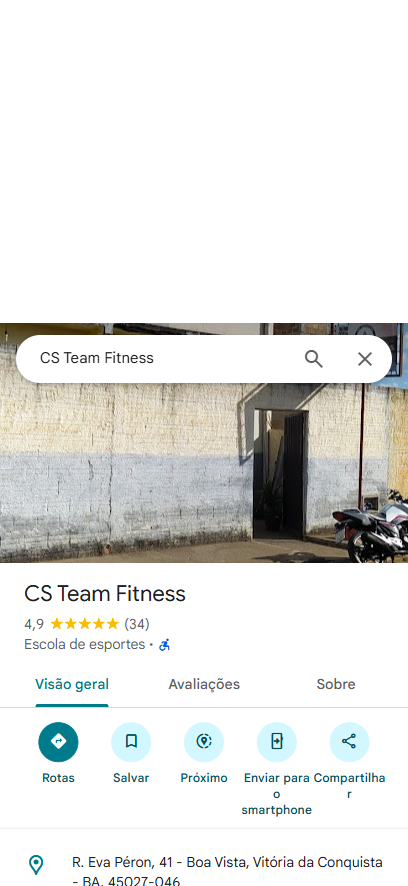 CS Team Fitness
CS Team Fitness
4,9 (34)
Escola de esportes ·
Visão geral Avaliações Sobre
Rotas Salvar Próximo Enviar para o smartphone Compartilhar
R. Eva Péron, 41 - Boa Vista, Vitória da Conquista
- BA, 45027-046